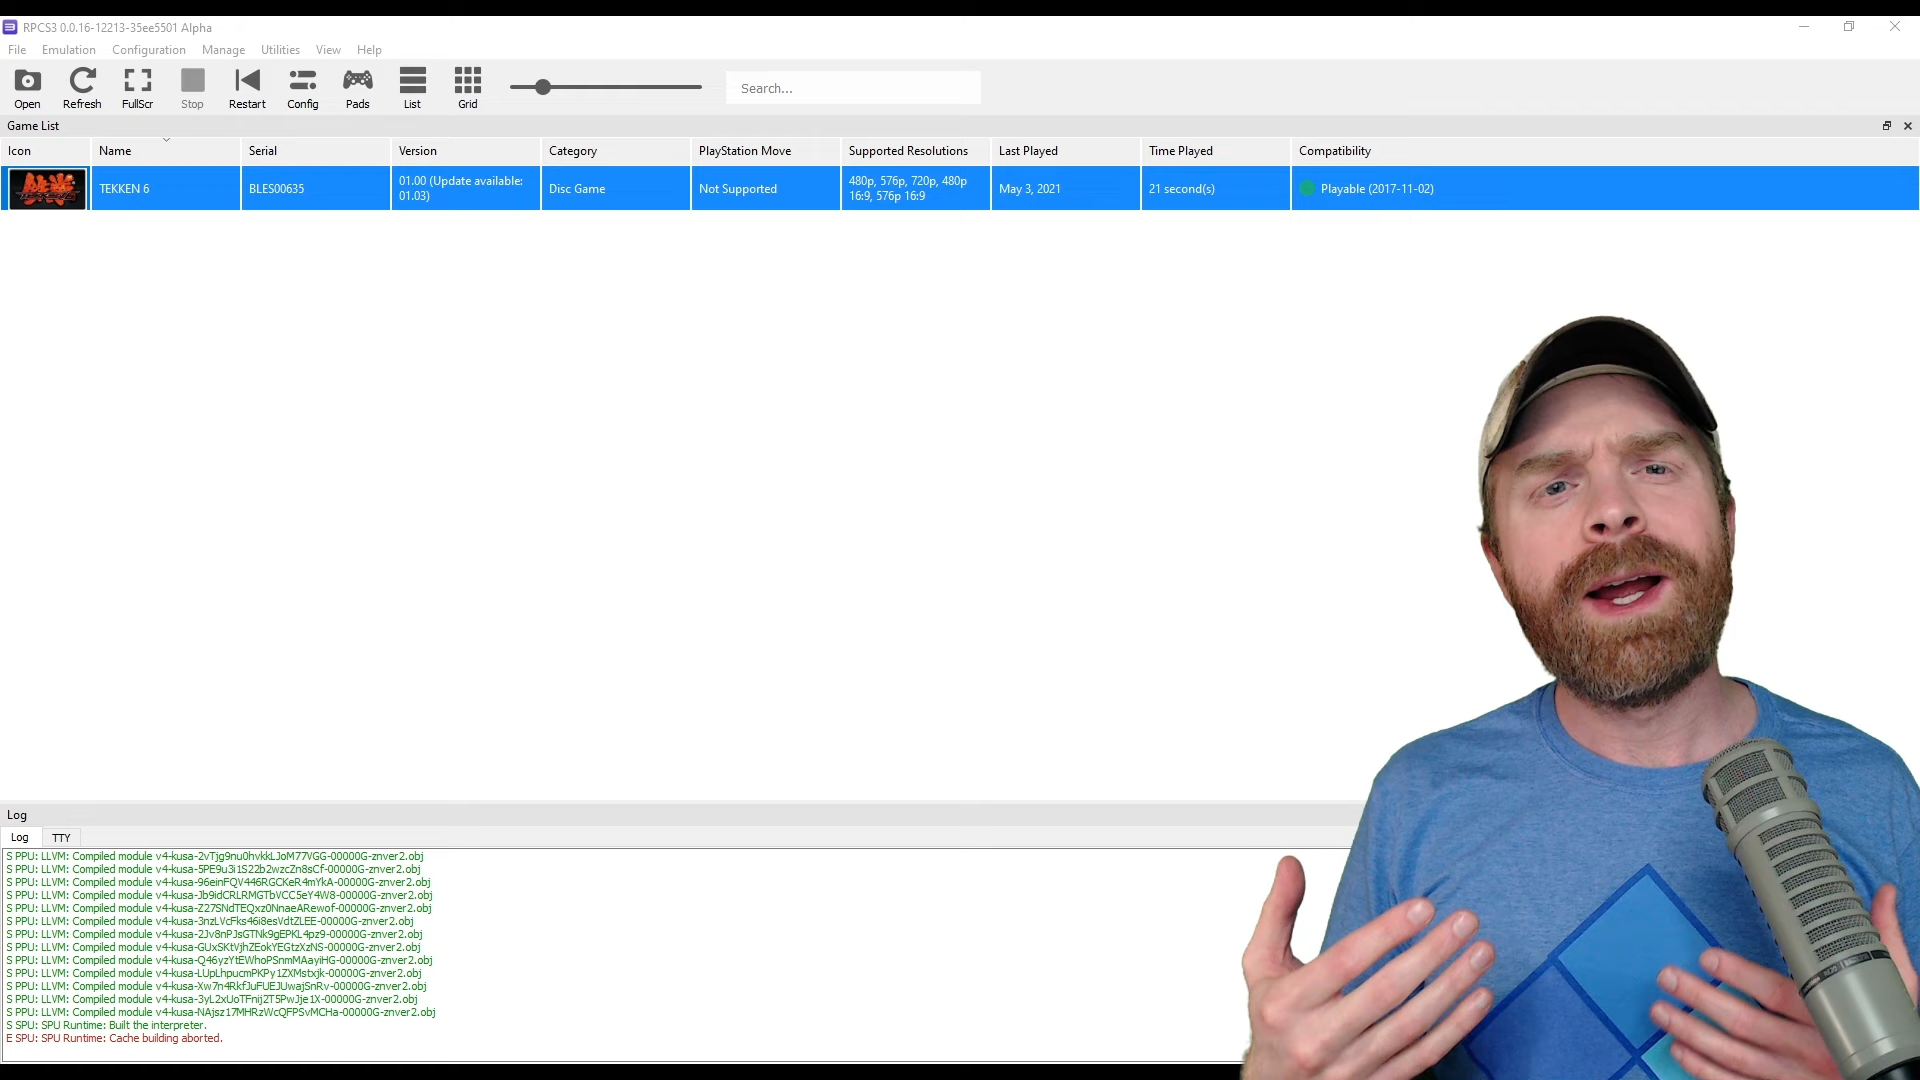 RPCS3 0.0.16-12213-35ee5501 Alpha
File Emulation Configuration Manage Utilities View Help
Open Refresh FullScr Stop Restart Config Pads List Grid Search...
Game List
Icon Name Serial Version Category PlayStation Move Supported Resolutions Last Played Time Played Compatibility
TEKKEN 6 BLES00635 01.00 (Update available: 01.03) Disc Game Not Supported 480p, 576p, 720p, 480p 16:9, 576p 16:9 May 3, 2021 21 second(s) Playable (2017-11-02)
Log
Log TTY
S PPU: LLVM: Compiled module v4-kusa-2vTjg9nu0hvkkLJoM77VGG-00000G-znver2.obj
S PPU: LLVM: Compiled module v4-kusa-5PE9u3i1S22b2wzcZn8sCf-00000G-znver2.obj
S PPU: LLVM: Compiled module v4-kusa-96einFQV446RGCKeR4mYkA-00000G-znver2.obj
S PPU: LLVM: Compiled module v4-kusa-Jb9idCRLRMGTbVCC5eY4W8-00000G-znver2.obj
S PPU: LLVM: Compiled module v4-kusa-Z27SNdTEQxz0NnaeARewof-00000G-znver2.obj
S PPU: LLVM: Compiled module v4-kusa-3nzLVcFks46i8esVdtZLEE-00000G-znver2.obj
S PPU: LLVM: Compiled module v4-kusa-2Jv8nPJsGTNk9gEPKL4pz9-00000G-znver2.obj
S PPU: LLVM: Compiled module v4-kusa-GUxSKtVjhZEokYEGtzXzNS-00000G-znver2.obj
S PPU: LLVM: Compiled module v4-kusa-Q46yzYtEWhoPSnmMAayiHG-00000G-znver2.obj
S PPU: LLVM: Compiled module v4-kusa-LUpLhpucmPKPy1ZXMstxjk-00000G-znver2.obj
S PPU: LLVM: Compiled module v4-kusa-Xw7n4RkfJuFUEJUwajSnRv-00000G-znver2.obj
S PPU: LLVM: Compiled module v4-kusa-3yL2xUoTFnijZT5PwJje1X-00000G-znver2.obj
S PPU: LLVM: Compiled module v4-kusa-NAjsz17MHRzWcQFPSvMCHa-00000G-znver2.obj
S SPU: SPU Runtime: Built the interpreter.
E SPU: SPU Runtime: Cache building aborted.